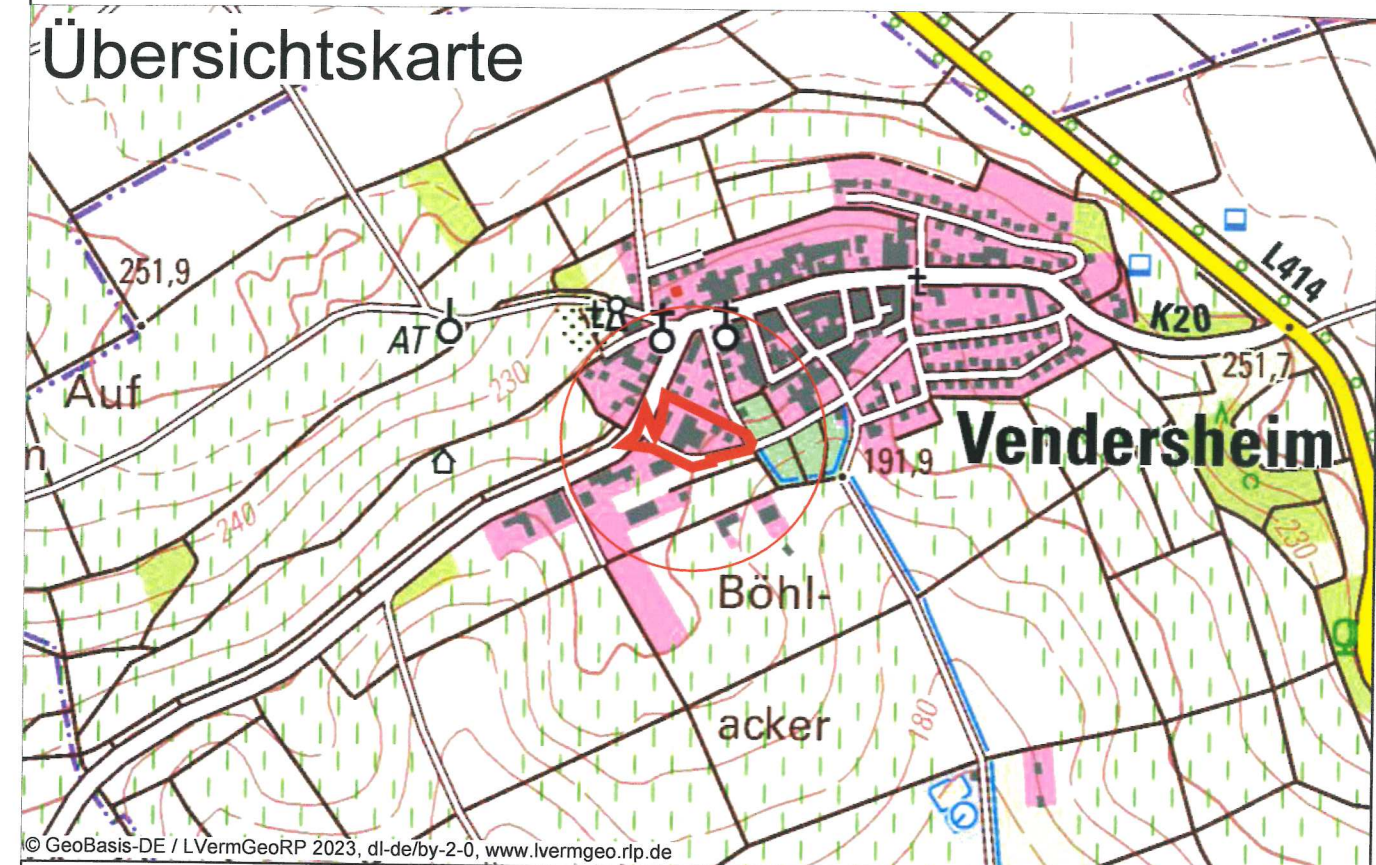 Übersichtskarte
251,9
L414
K20
AT
230
251,7
Auf
n
Vendersheim
191,9
240
230
Böhl-
acker
180
© GeoBasis-DE / LVermGeoRP 2023, dl-de/by-2-0, www.lvermgeo.rlp.de